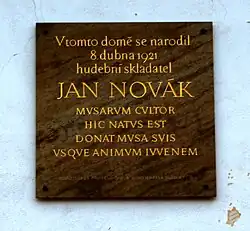 V tomto domě se narodil
8 dubna 1921
hudební skladatel
JAN NOVÁK
MVSARVM CVLTOR
HIC NATVS EST
DONAT MVSA SVIS
VSQVE ANIMVM IVVENEM